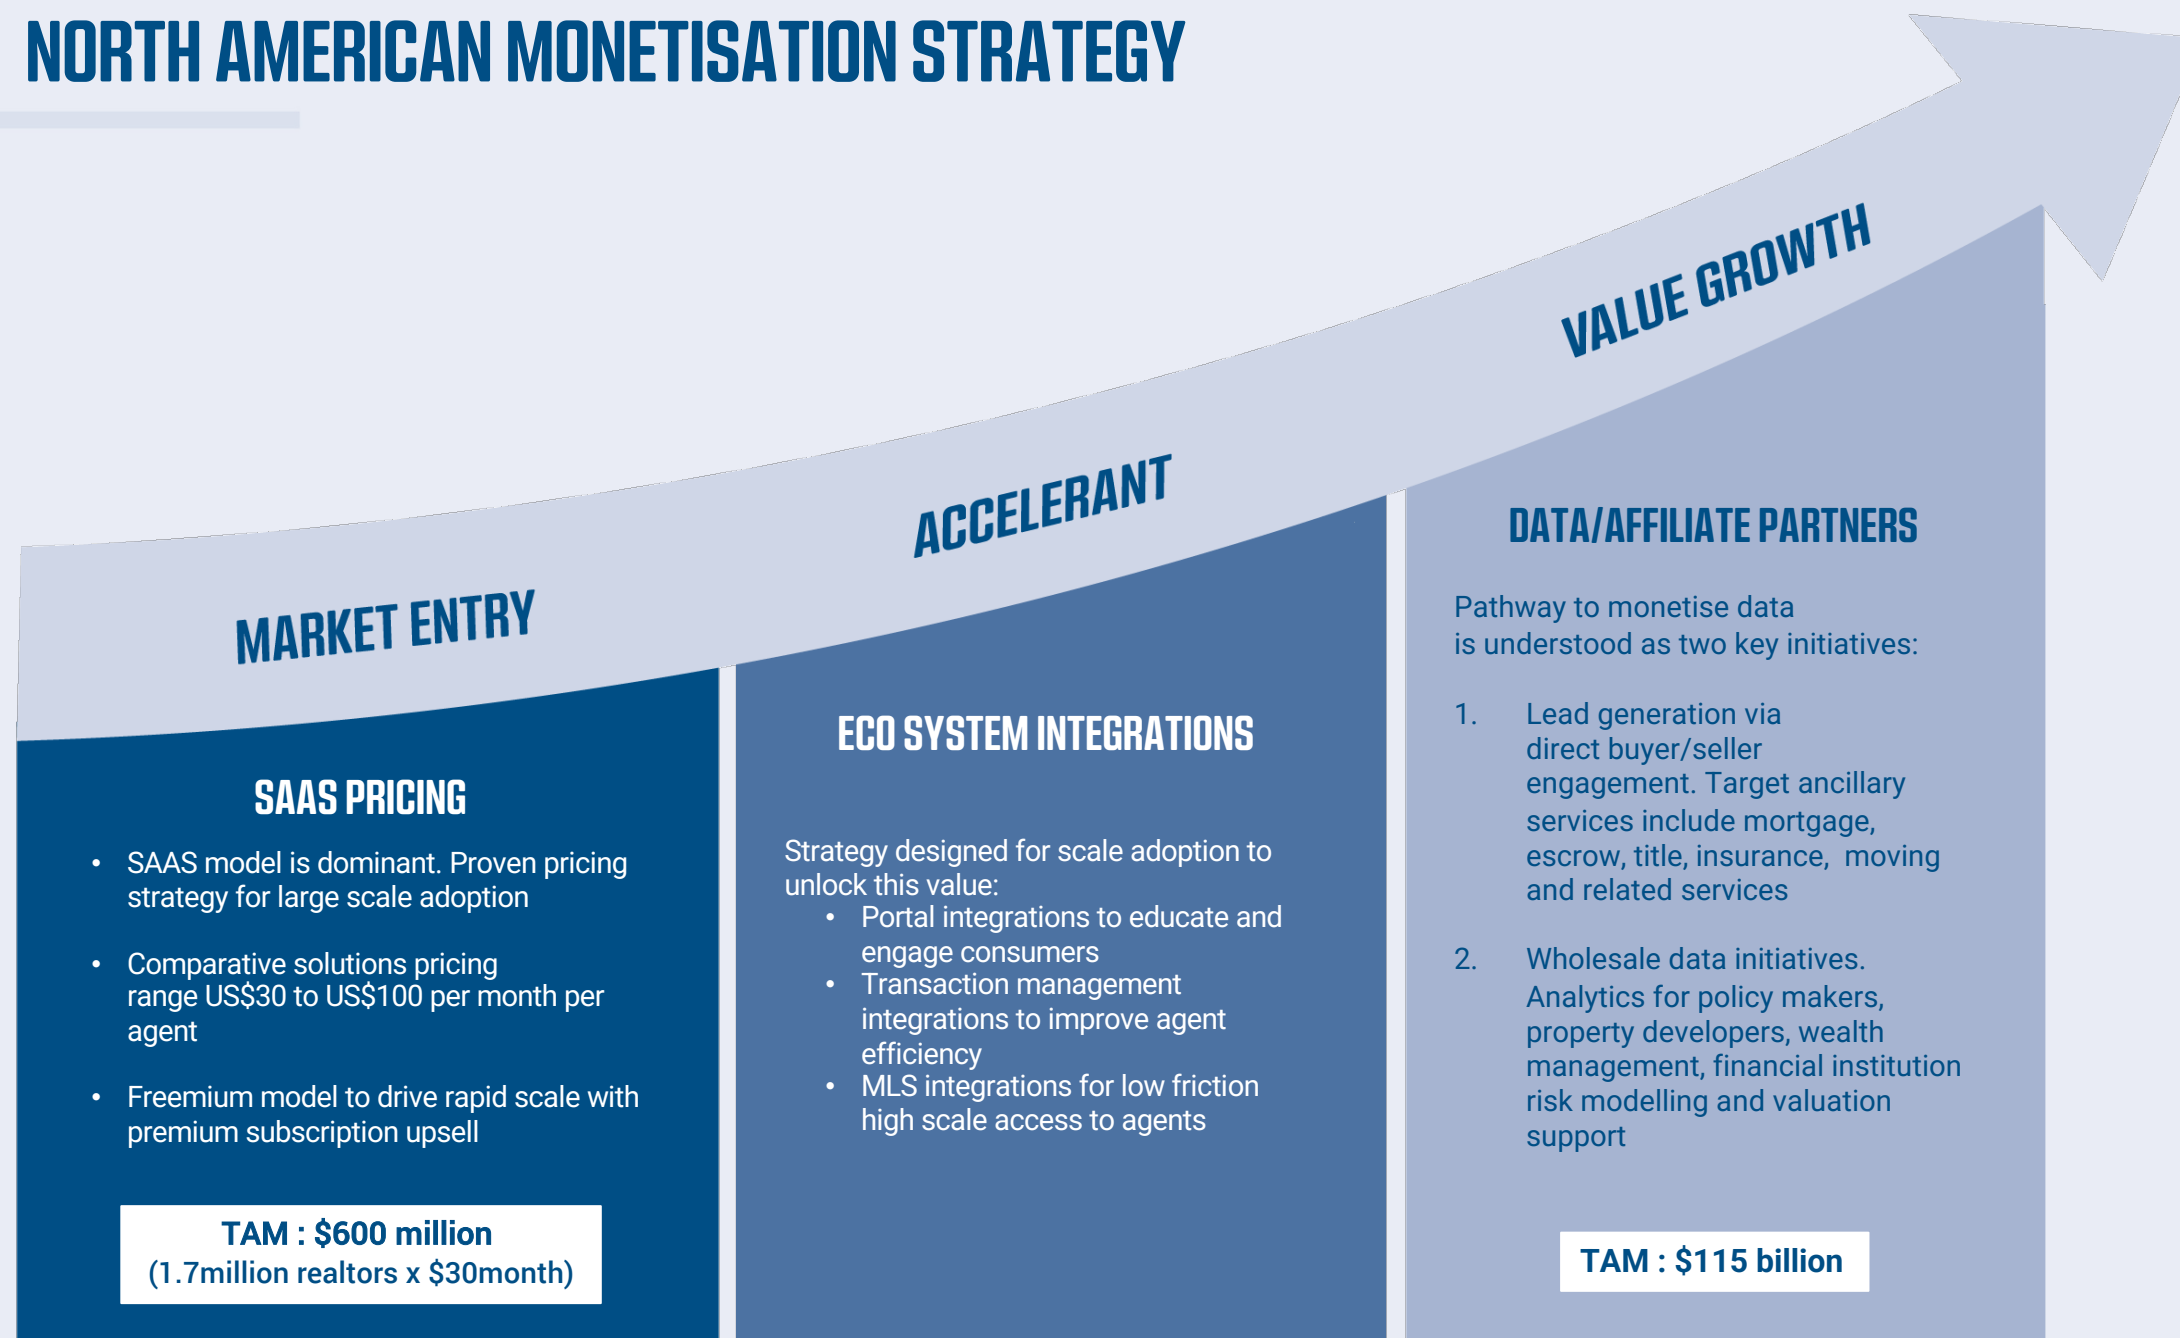 NORTH AMERICAN MONETISATION STRATEGY
MARKET ENTRY
SAAS PRICING
• SAAS model is dominant. Proven pricing
strategy for large scale adoption
• Comparative solutions pricing
range US$30 to US$100 per month per
agent
• Freemium model to drive rapid scale with
premium subscription upsell
TAM : $600 million
(1.7million realtors x $30month)
ACCELERANT
ECO SYSTEM INTEGRATIONS
Strategy designed for scale adoption to
unlock this value:
• Portal integrations to educate and
engage consumers
• Transaction management
integrations to improve agent
efficiency
• MLS integrations for low friction
high scale access to agents
VALUE GROWTH
DATA/AFFILIATE PARTNERS
Pathway to monetise data
is understood as two key initiatives:
1. Lead generation via
direct buyer/seller
engagement. Target ancillary
services include mortgage,
escrow, title, insurance, moving
and related services
2. Wholesale data initiatives.
Analytics for policy makers,
property developers, wealth
management, financial institution
risk modelling and valuation
support
TAM : $115 billion